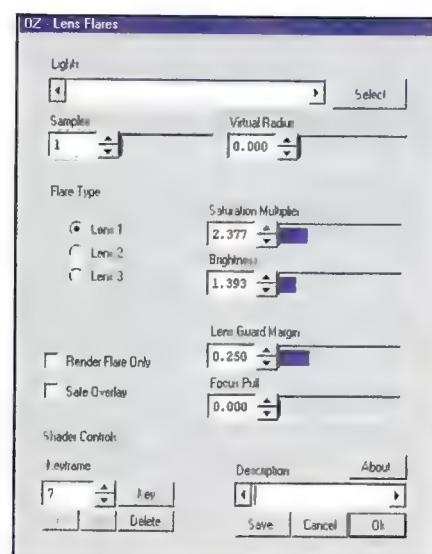 OZ - Lens Flares
Lights
Select
Samples
Virtual Radius
1
0.000
Flare Type
Saturation Multiplier
Lens 1
2.377
Lens 2
Brightness
Lens 3
1.393
Lens Guard Margin
0.250
Render Flare Only
Focus Pull
Safe Overlay
0.000
Shader Controls
Keyframe
Description
About
7
Key
Delete
Save
Cancel
Ok